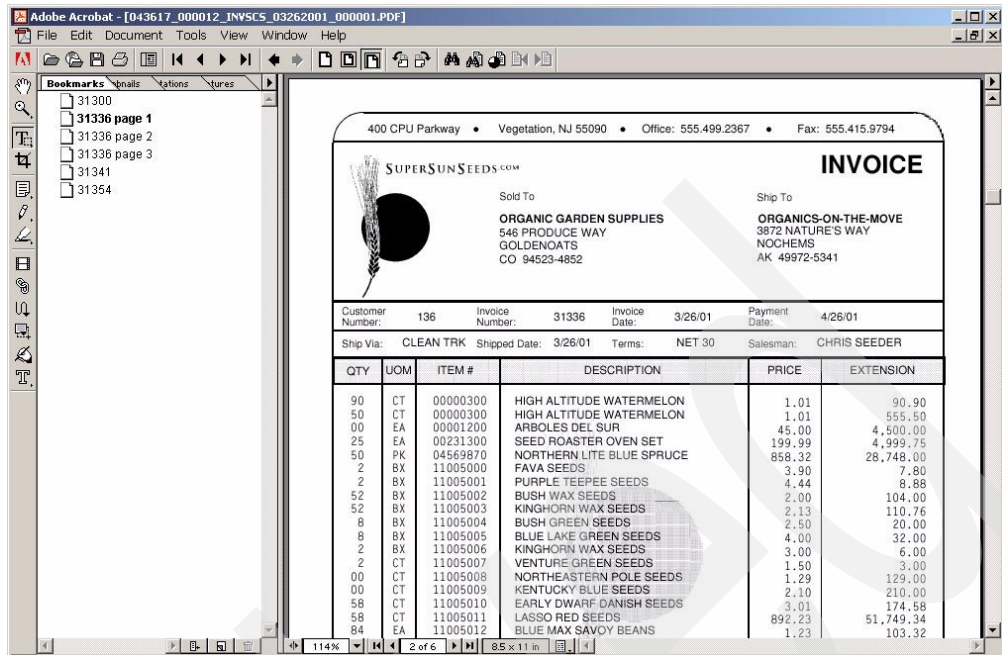 Adobe Acrobat - [043617_000012_INVSCS_03262001_000001.PDF]
File Edit Document Tools View Window Help
Bookmarks bnails tations tures
31300
31336 page 1
31336 page 2
31336 page 3
31341
31354
400 CPU Parkway • Vegetation, NJ 55090 • Office: 555.499.2367 • Fax: 555.415.9794
SUPERSUNSEEDS.COM
INVOICE
Sold To Ship To
ORGANIC GARDEN SUPPLIES ORGANICS-ON-THE-MOVE
546 PRODUCE WAY 3872 NATURE'S WAY
GOLDENOATS NOCHEMS
CO 94523-4852 AK 49972-5341
Customer Number: 136 Invoice Number: 31336 Invoice Date: 3/26/01 Payment Date: 4/26/01
Ship Via: CLEAN TRK Shipped Date: 3/26/01 Terms: NET 30 Salesman: CHRIS SEEDER
QTY UOM ITEM # DESCRIPTION PRICE EXTENSION
90 CT 00000300 HIGH ALTITUDE WATERMELON 1.01 90.90
50 CT 00000300 HIGH ALTITUDE WATERMELON 1.01 555.50
00 EA 00001200 ARBOLES DEL SUR 45.00 4,500.00
25 EA 00231300 SEED ROASTER OVEN SET 199.99 4,999.75
50 PK 04569870 NORTHERN LITE BLUE SPRUCE 858.32 28,748.00
2 BX 11005000 FAVA SEEDS 3.90 7.80
2 BX 11005001 PURPLE TEEPEE SEEDS 4.44 8.88
52 BX 11005002 BUSH WAX SEEDS 2.00 104.00
52 BX 11005003 KINGHORN WAX SEEDS 2.13 110.76
8 BX 11005004 BUSH GREEN SEEDS 2.50 20.00
8 BX 11005005 BLUE LAKE GREEN SEEDS 4.00 32.00
2 BX 11005006 KINGHORN WAX SEEDS 3.00 6.00
2 CT 11005007 VENTURE GREEN SEEDS 1.50 3.00
00 CT 11005008 NORTHEASTERN POLE SEEDS 1.29 129.00
00 CT 11005009 KENTUCKY BLUE SEEDS 2.10 210.00
58 CT 11005010 EARLY DWARF DANISH SEEDS 3.01 174.58
58 CT 11005011 LASSO RED SEEDS 892.23 51,749.34
84 EA 11005012 BLUE MAX SAVOY BEANS 1.23 103.32
114% 2 of 6 8.5 x 11 in